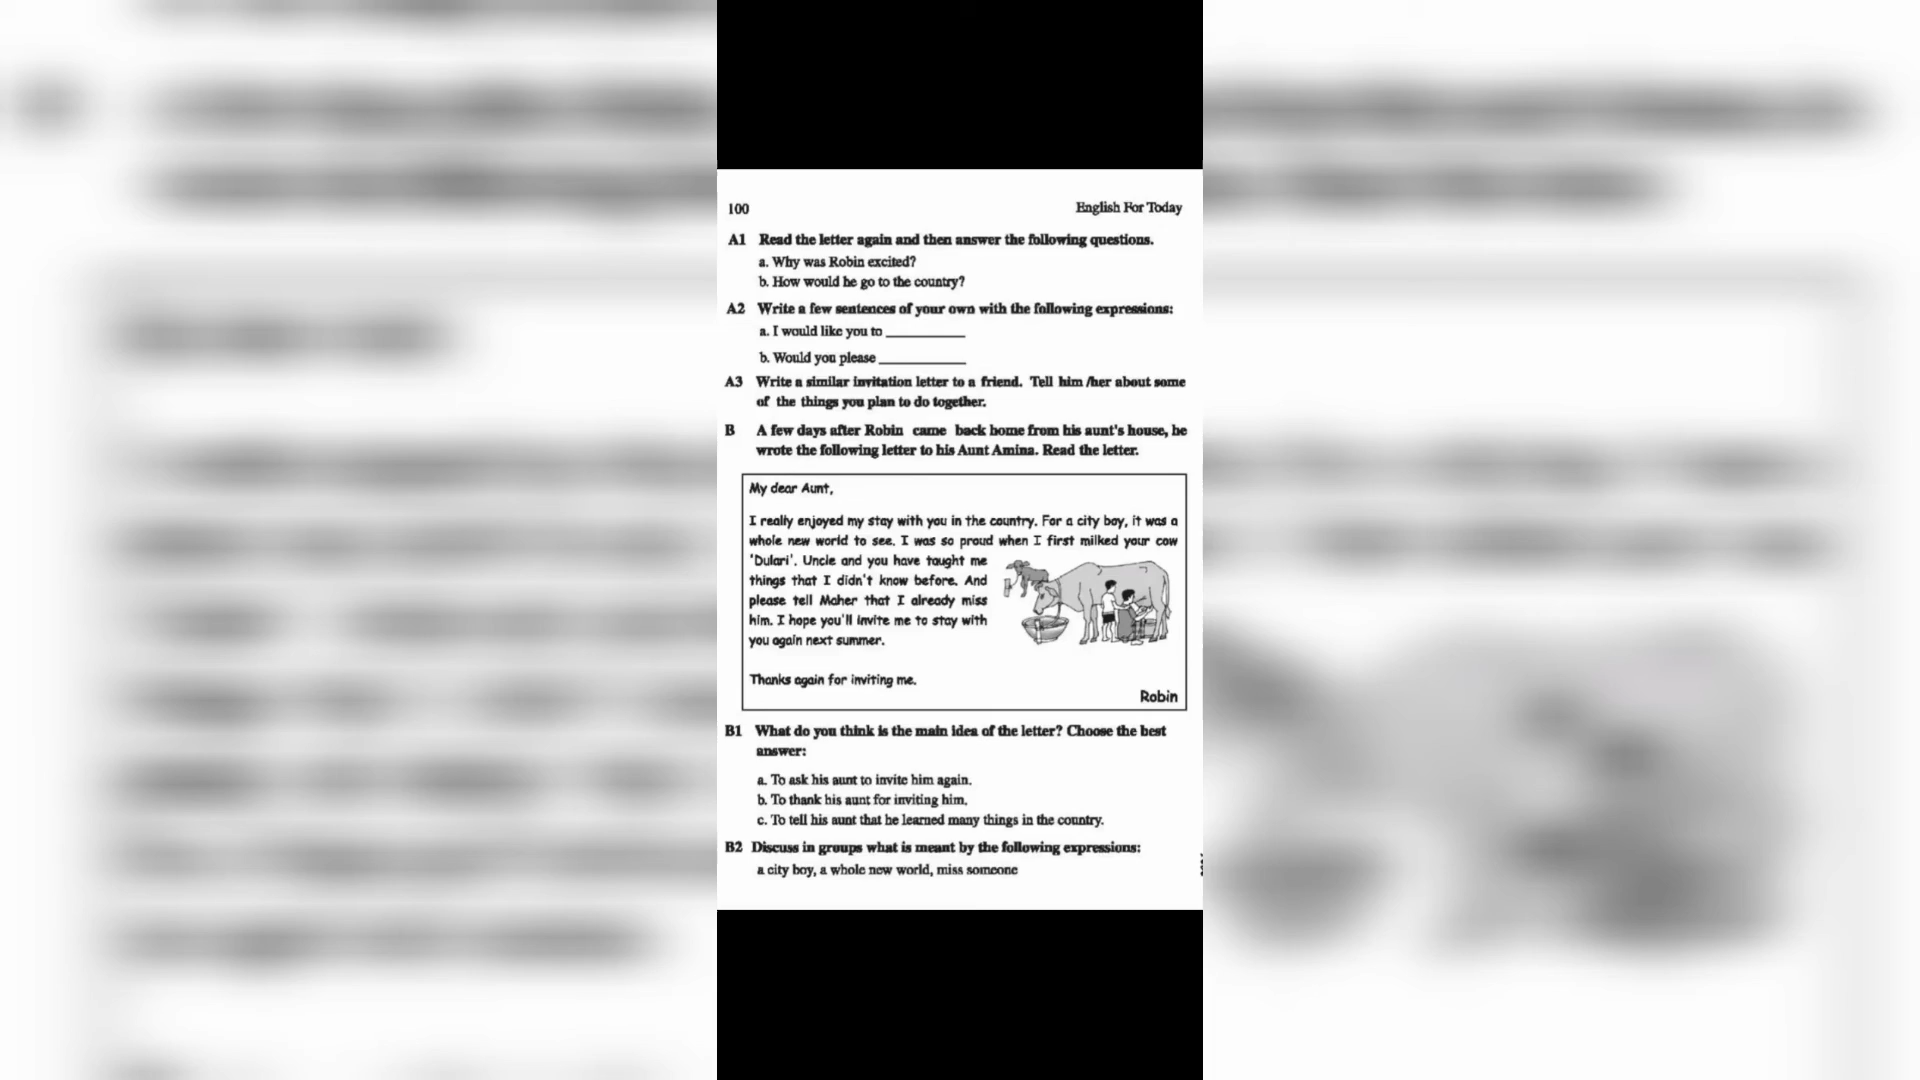 100 English For Today
A1 Read the letter again and then answer the following questions.
a. Why was Robin excited?
b. How would he go to the country?
A2 Write a few sentences of your own with the following expressions:
a. I would like you to __________
b. Would you please ___________
A3 Write a similar invitation letter to a friend. Tell him /her about some
of the things you plan to do together.
B A few days after Robin came back home from his aunt's house, he
wrote the following letter to his Aunt Amina. Read the letter.
My dear Aunt,
I really enjoyed my stay with you in the country. For a city boy, it was a
whole new world to see. I was so proud when I first milked your cow
'Dulari'. Uncle and you have taught me
things that I didn't know before. And
please tell Maher that I already miss
him. I hope you'll invite me to stay with
you again next summer.
Thanks again for inviting me.
Robin
B1 What do you think is the main idea of the letter? Choose the best
answer:
a. To ask his aunt to invite him again.
b. To thank his aunt for inviting him.
c. To tell his aunt that he learned many things in the country.
B2 Discuss in groups what is meant by the following expressions:
a city boy, a whole new world, miss someone